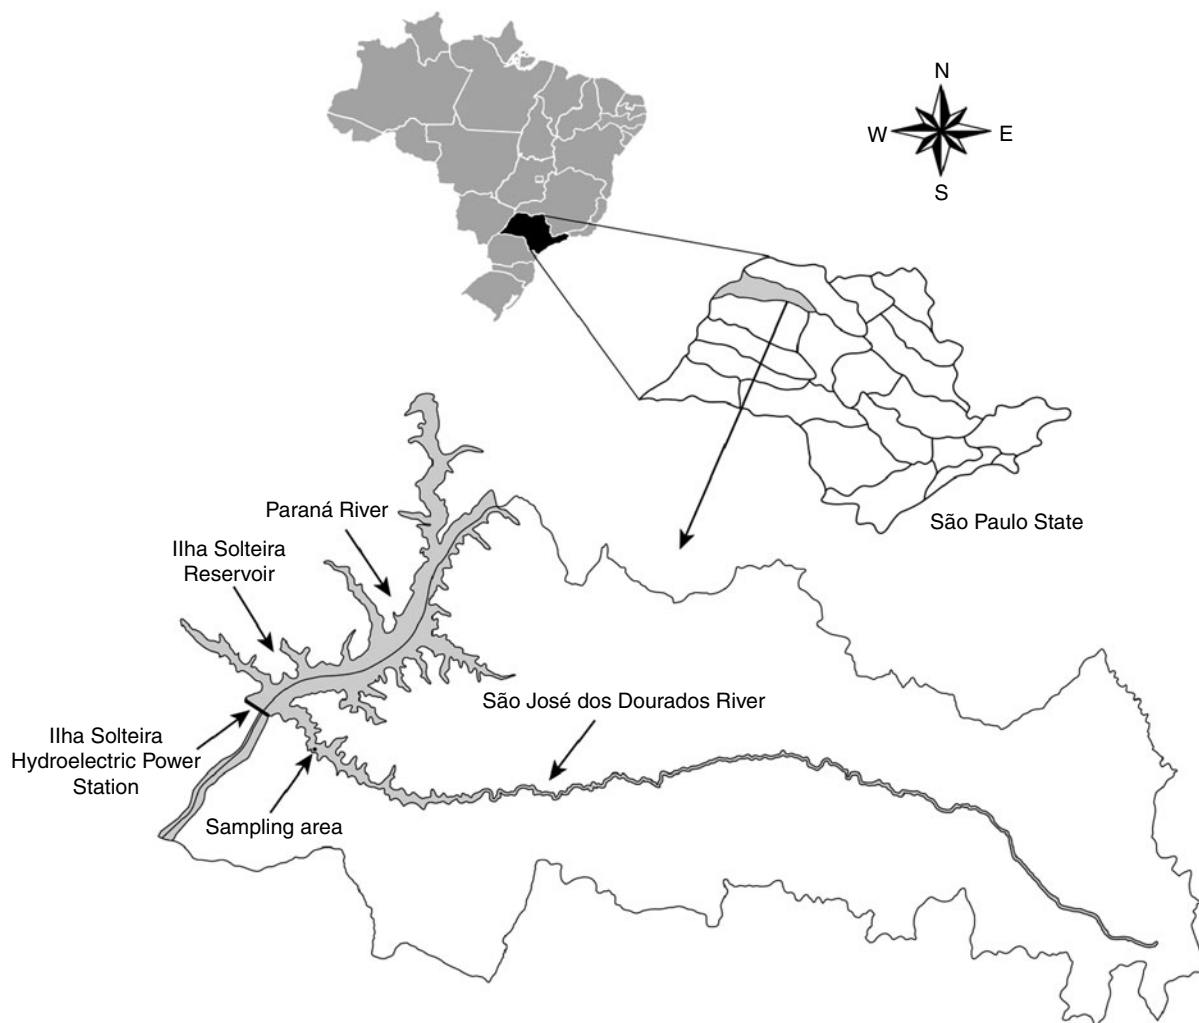 N
W
E
S
São Paulo State
Paraná River
Ilha Solteira
Reservoir
São José dos Dourados River
Ilha Solteira
Hydroelectric Power
Station
Sampling area